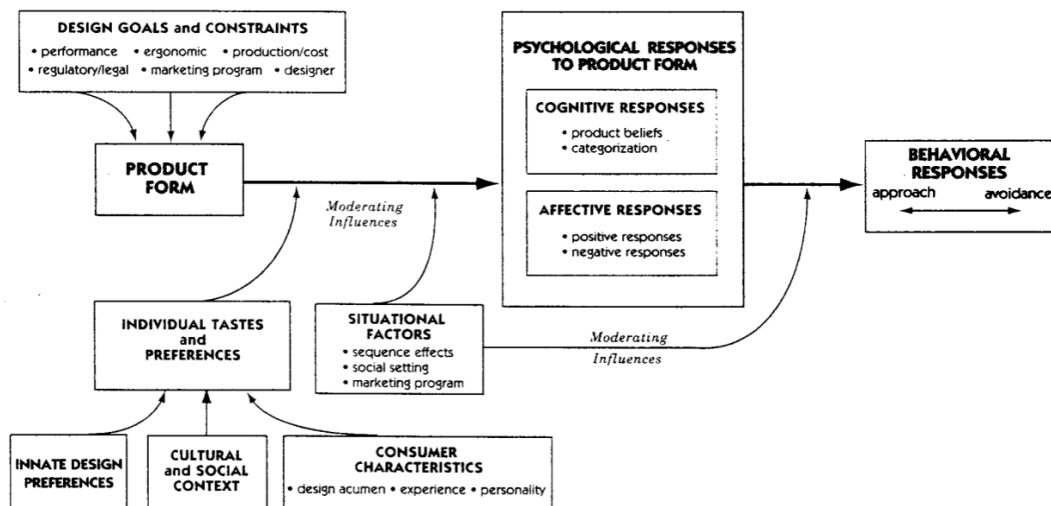 DESIGN GOALS and CONSTRAINTS
• performance • ergonomic • production/cost
• regulatory/legal • marketing program • designer
PRODUCT
FORM
Moderating
Influences
PSYCHOLOGICAL RESPONSES
TO PRODUCT FORM
COGNITIVE RESPONSES
• product beliefs
• categorization
AFFECTIVE RESPONSES
• positive responses
• negative responses
BEHAVIORAL
RESPONSES
approach avoidance
INDIVIDUAL TASTES
and
PREFERENCES
SITUATIONAL
FACTORS
• sequence effects
• social setting
• marketing program
Moderating
Influences
INNATE DESIGN
PREFERENCES
CULTURAL
and SOCIAL
CONTEXT
CONSUMER
CHARACTERISTICS
• design acumen • experience • personality